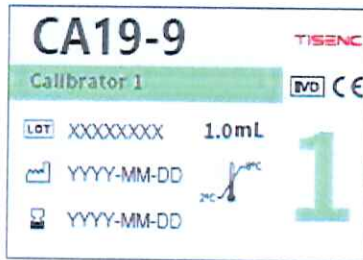 CA19-9
TISENC
Calibrator 1
IVD CE
LOT XXXXXXXX 1.0mL
YYYY-MM-DD
2°C 8°C
YYYY-MM-DD
1